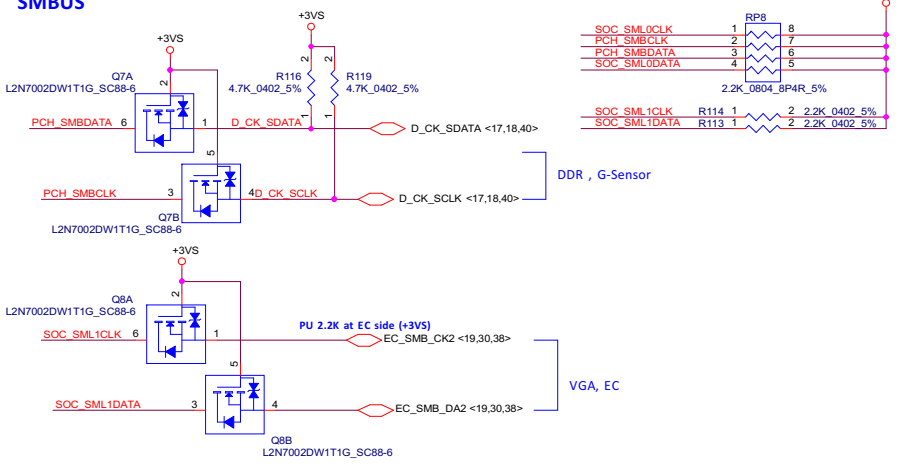 SMBUS
+3VS
+3VS
Q7A
L2N7002DW1T1G_SC88-6
2
2
2
R116
4.7K_0402_5%
R119
4.7K_0402_5%
1
1
PCH_SMBDATA 6
1 D_CK_SDATA
D_CK_SDATA <17,18,40>
5
DDR , G-Sensor
PCH_SMBCLK 3
4 D_CK_SCLK
D_CK_SCLK <17,18,40>
Q7B
L2N7002DW1T1G_SC88-6
+3VS
Q8A
L2N7002DW1T1G_SC88-6
2
PU 2.2K at EC side (+3VS)
SOC_SML1CLK 6
1
EC_SMB_CK2 <19,30,38>
5
VGA, EC
SOC_SML1DATA 3
4
EC_SMB_DA2 <19,30,38>
Q8B
L2N7002DW1T1G_SC88-6
RP8
SOC_SML0CLK 1 8
PCH_SMBCLK 2 7
PCH_SMBDATA 3 6
SOC_SML0DATA 4 5
2.2K_0804_8P4R_5%
SOC_SML1CLK R114 1 2 2.2K_0402_5%
SOC_SML1DATA R113 1 2 2.2K_0402_5%